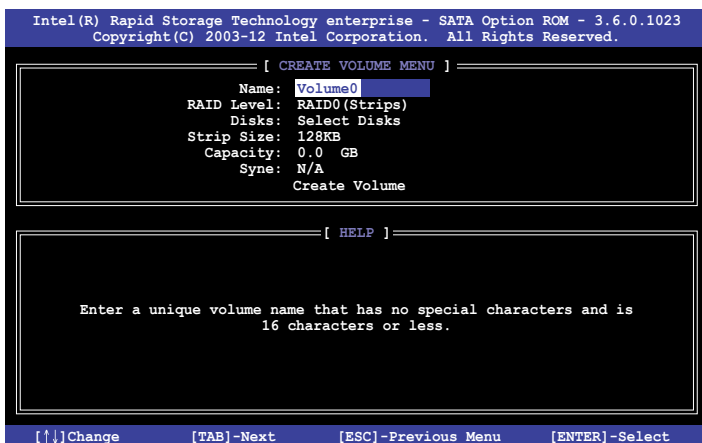 Intel(R) Rapid Storage Technology enterprise - SATA Option ROM - 3.6.0.1023
Copyright(C) 2003-12 Intel Corporation. All Rights Reserved.
[ CREATE VOLUME MENU ]
Name: Volume0
RAID Level: RAID0(Strips)
Disks: Select Disks
Strip Size: 128KB
Capacity: 0.0 GB
Syne: N/A
Create Volume
[ HELP ]
Enter a unique volume name that has no special characters and is
16 characters or less.
[↑↓]Change [TAB]-Next [ESC]-Previous Menu [ENTER]-Select